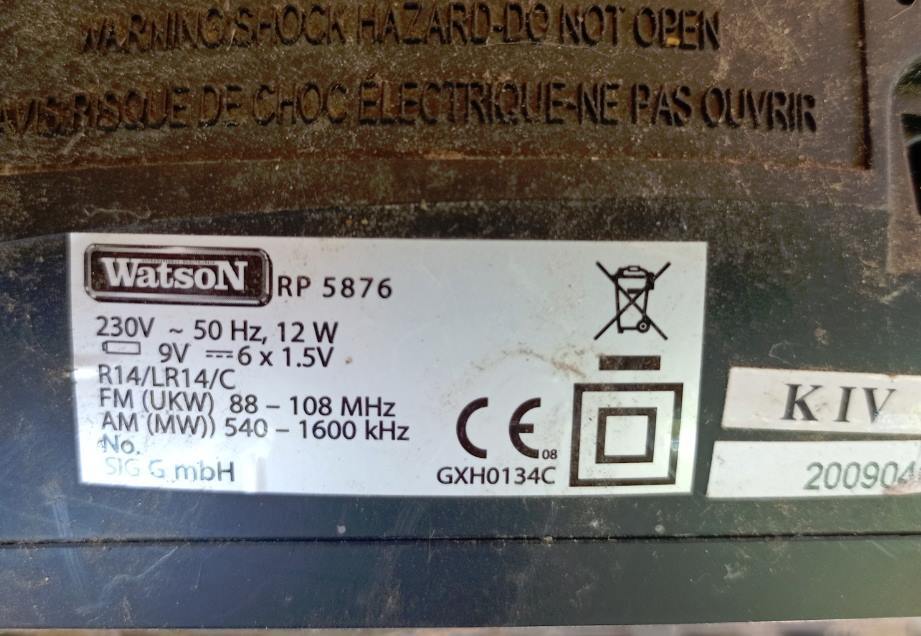 WARNING:SHOCK HAZARD-DO NOT OPEN
AVIS:RISQUE DE CHOC ÉLECTRIQUE-NE PAS OUVRIR
WatsoN RP 5876
230V ~ 50 Hz, 12 W
9V 6 x 1.5V
R14/LR14/C
FM (UKW) 88 – 108 MHz
AM (MW)) 540 – 1600 kHz
No.
SIG GmbH
CE 08
GXH0134C
KIV
200904